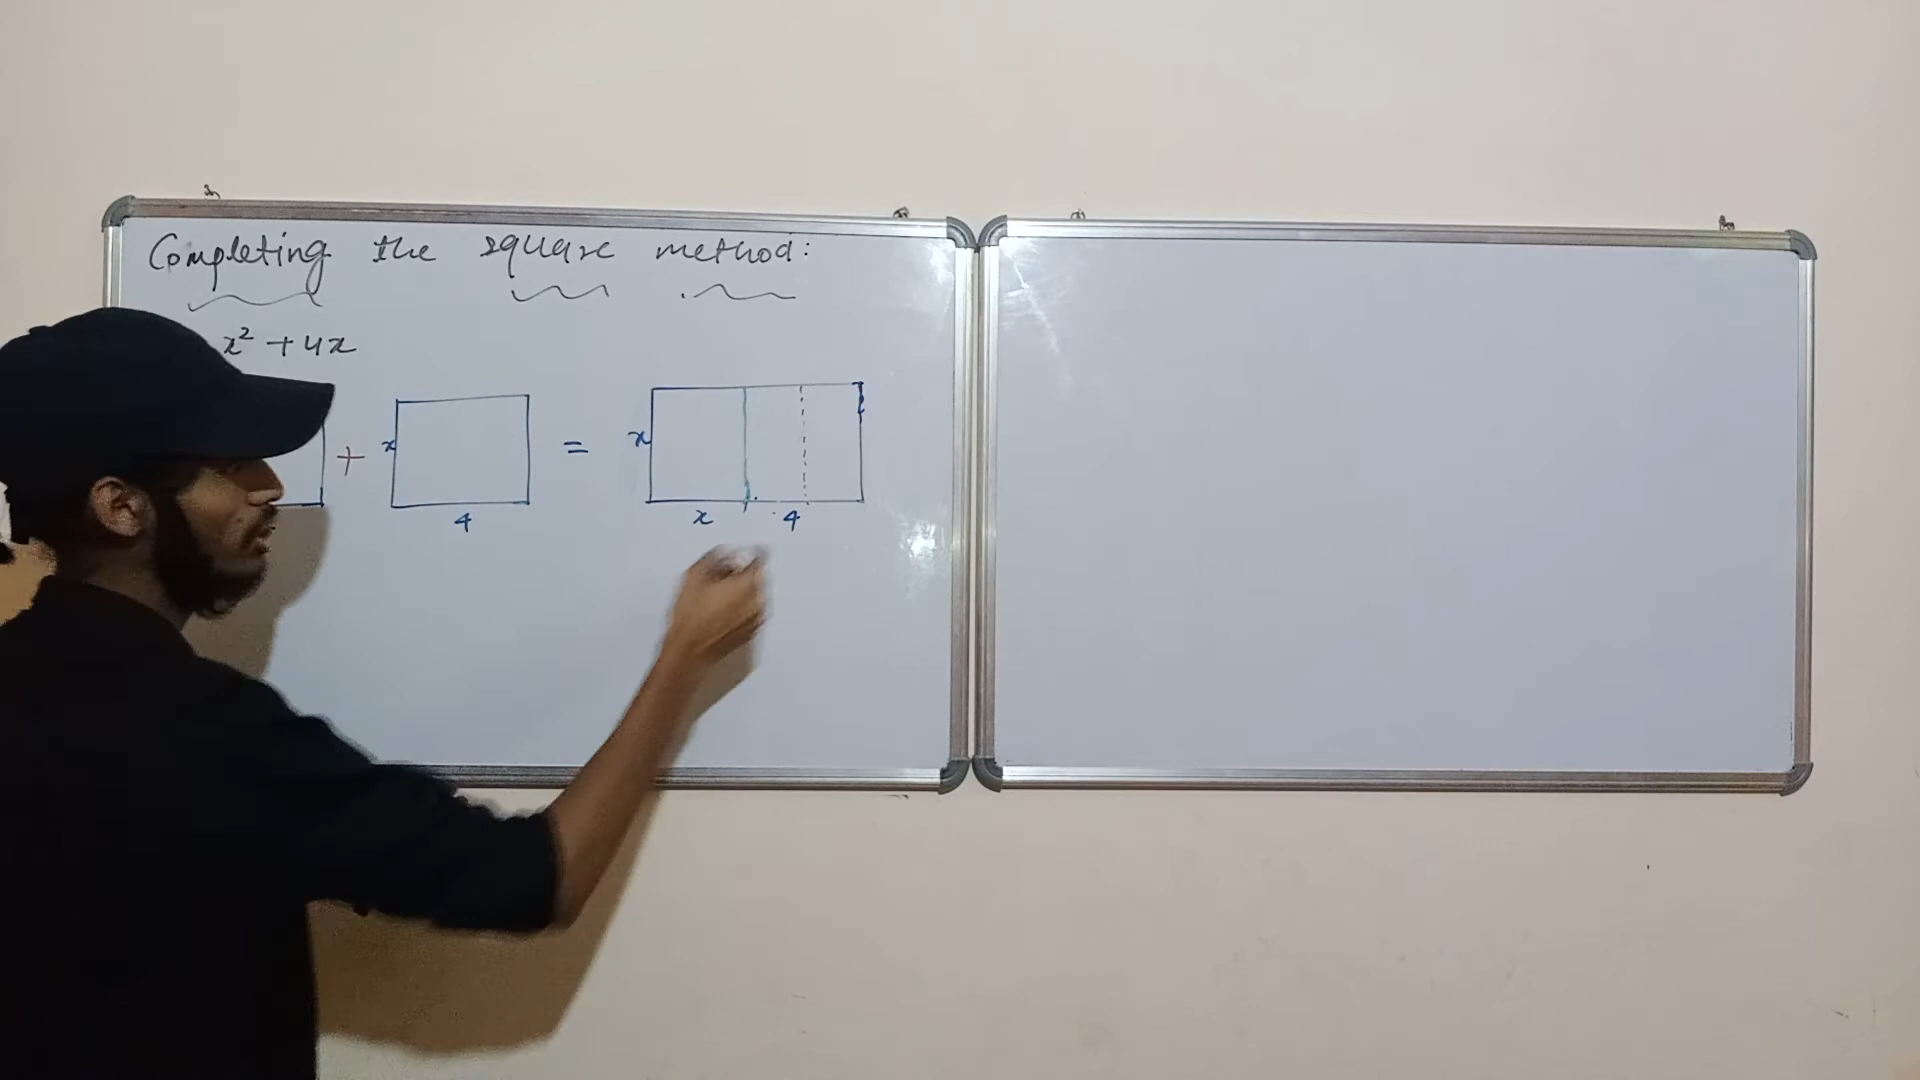 Completing the square method:
x² + 4x
+ x = x
4 x 4